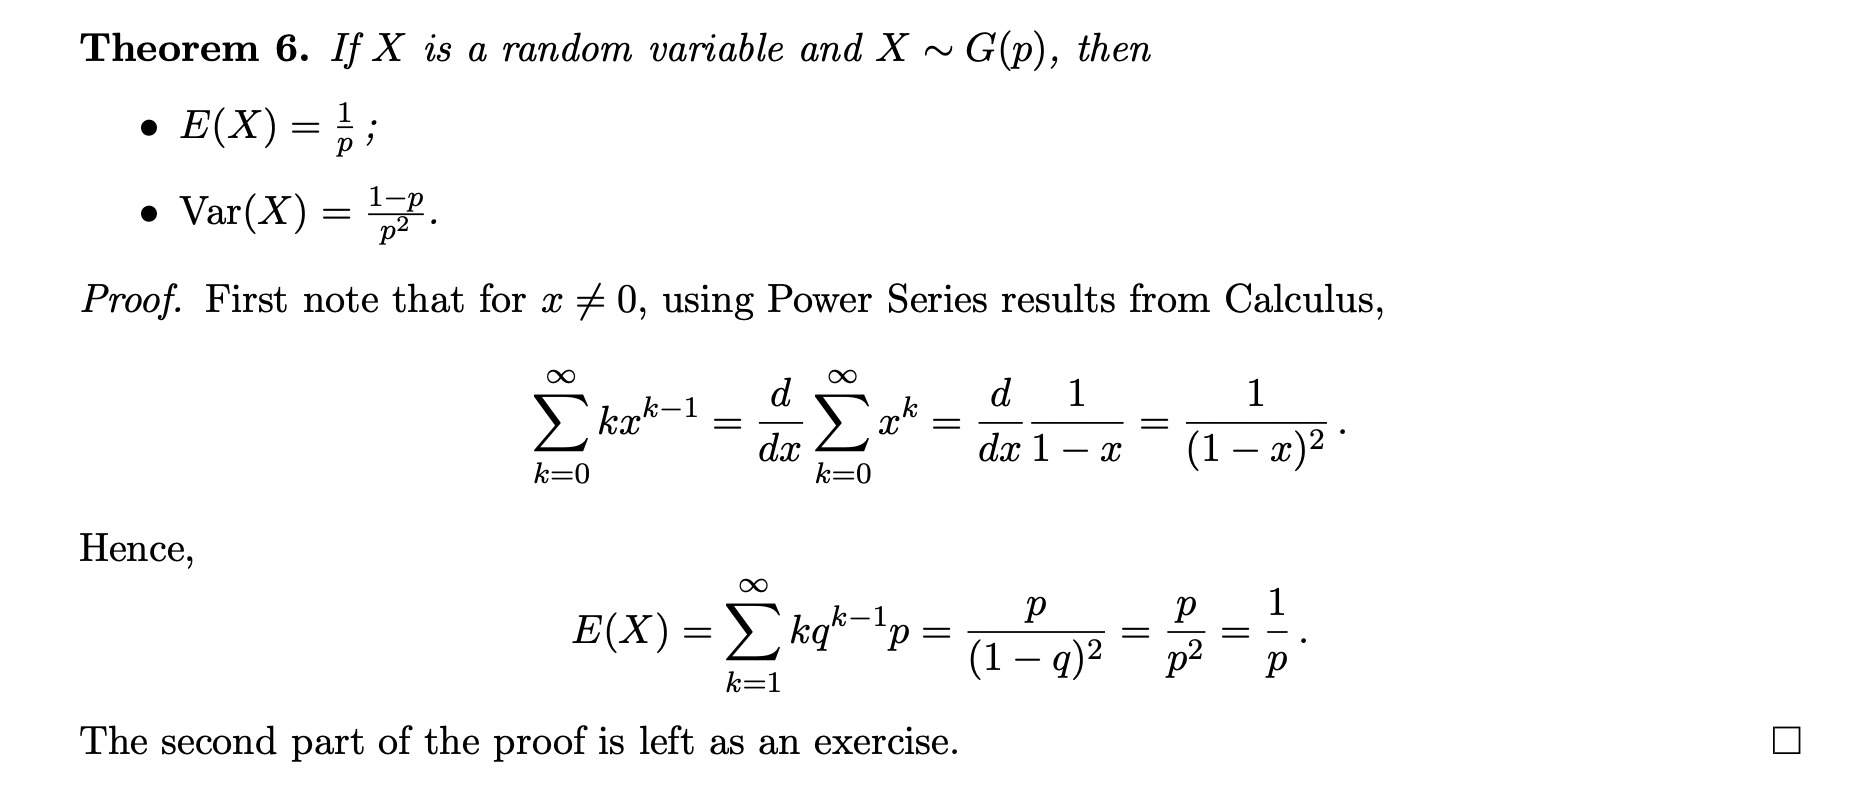 Theorem 6. If X is a random variable and X ∼ G(p), then
• E(X) = \frac{1}{p} ;
• Var(X) = \frac{1-p}{p^2}.
Proof. First note that for x ≠ 0, using Power Series results from Calculus,
\sum_{k=0}^{\infty} kx^{k-1} = \frac{d}{dx} \sum_{k=0}^{\infty} x^k = \frac{d}{dx} \frac{1}{1-x} = \frac{1}{(1-x)^2} .
Hence,
E(X) = \sum_{k=1}^{\infty} kq^{k-1}p = \frac{p}{(1-q)^2} = \frac{p}{p^2} = \frac{1}{p} .
The second part of the proof is left as an exercise. □